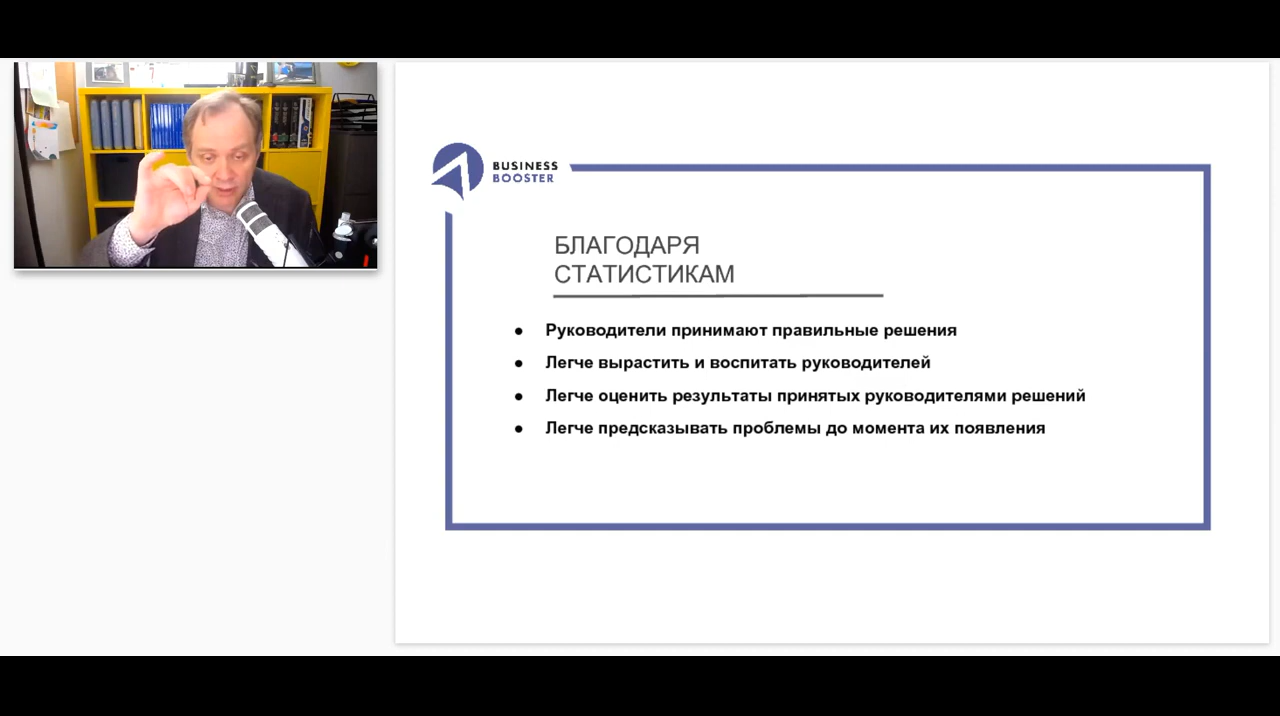 BUSINESS
BOOSTER
БЛАГОДАРЯ
СТАТИСТИКАМ
● Руководители принимают правильные решения
● Легче вырастить и воспитать руководителей
● Легче оценить результаты принятых руководителями решений
● Легче предсказывать проблемы до момента их появления